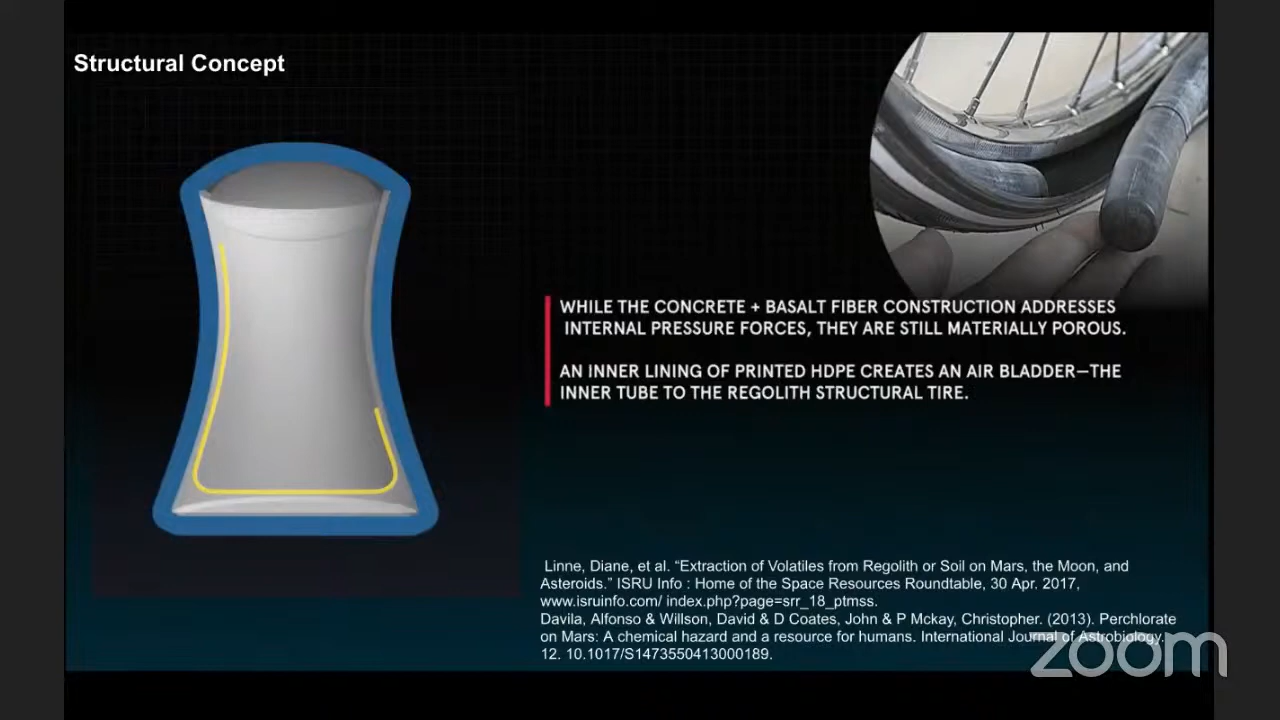 Structural Concept
WHILE THE CONCRETE + BASALT FIBER CONSTRUCTION ADDRESSES
INTERNAL PRESSURE FORCES, THEY ARE STILL MATERIALLY POROUS.
AN INNER LINING OF PRINTED HDPE CREATES AN AIR BLADDER—THE
INNER TUBE TO THE REGOLITH STRUCTURAL TIRE.
Linne, Diane, et al. “Extraction of Volatiles from Regolith or Soil on Mars, the Moon, and
Asteroids.” ISRU Info : Home of the Space Resources Roundtable, 30 Apr. 2017,
www.isruinfo.com/ index.php?page=srr_18_ptmss.
Davila, Alfonso & Willson, David & D Coates, John & P Mckay, Christopher. (2013). Perchlorate
on Mars: A chemical hazard and a resource for humans. International Journal of Astrobiology.
12. 10.1017/S1473550413000189.
zoom